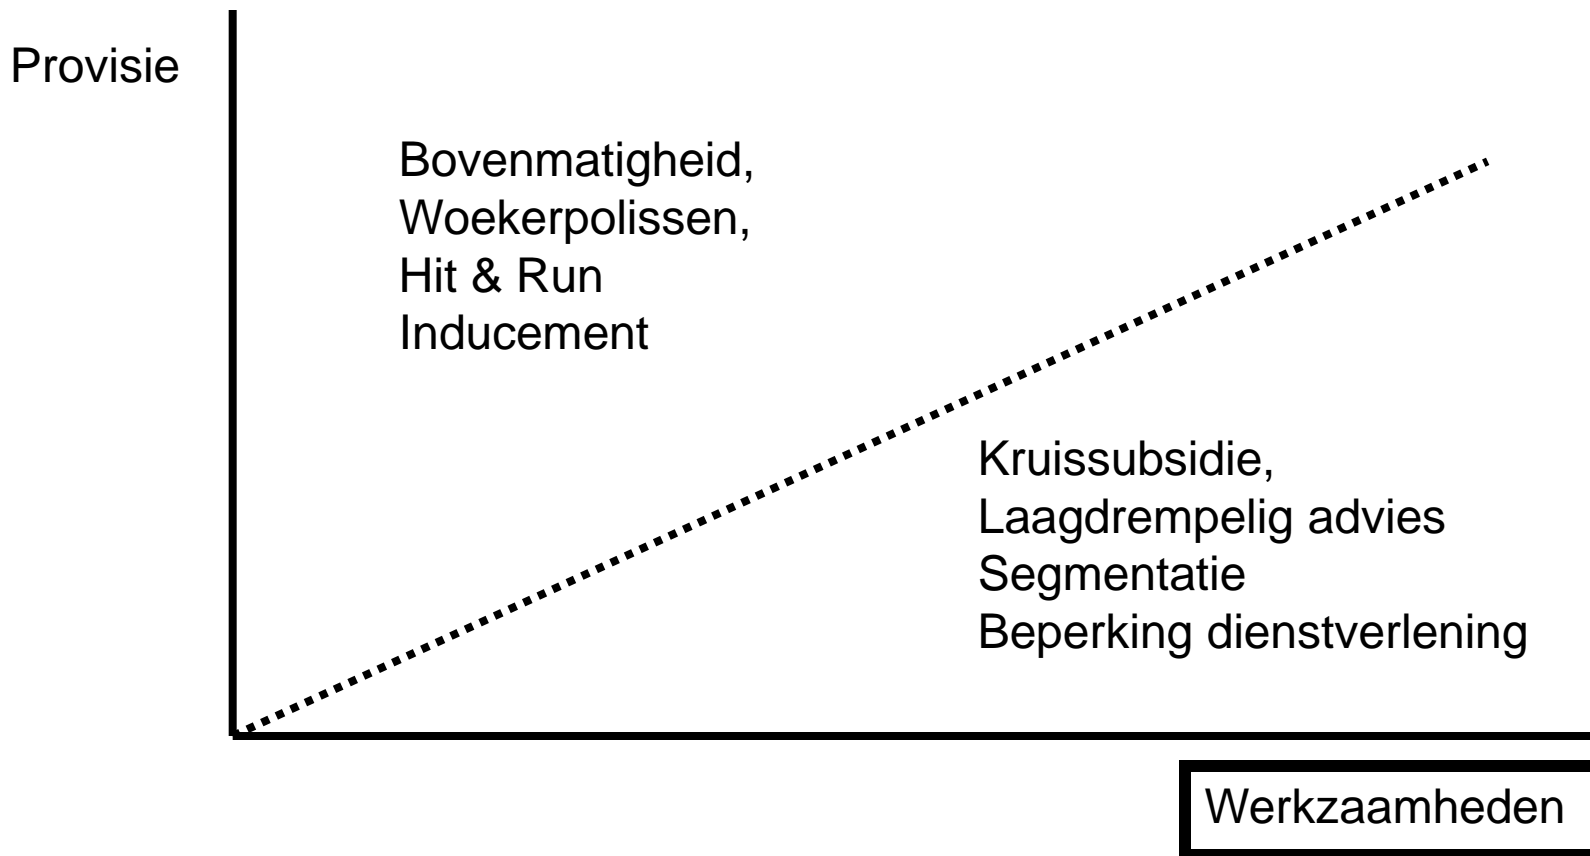 Provisie
Bovenmatigheid,
Woekerpolissen,
Hit & Run
Inducement
Kruissubsidie,
Laagdrempelig advies
Segmentatie
Beperking dienstverlening
Werkzaamheden